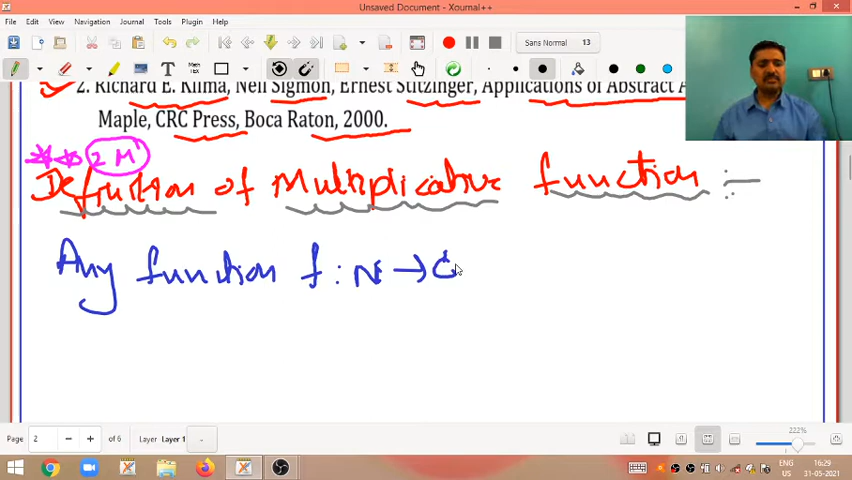 Unsaved Document - Xournal++
File Edit View Navigation Journal Tools Plugin Help
Sans Normal 13
T Math
2. Richard E. Klima, Neil Sigmon, Ernest Stitzinger, Applications of Abstract A
Maple, CRC Press, Boca Raton, 2000.
2 M
Definition of Multiplicative function :-
Any function f : N → C
Page 2 of 6 Layer Layer 1
222%
ENG 16:29
31-05-2021